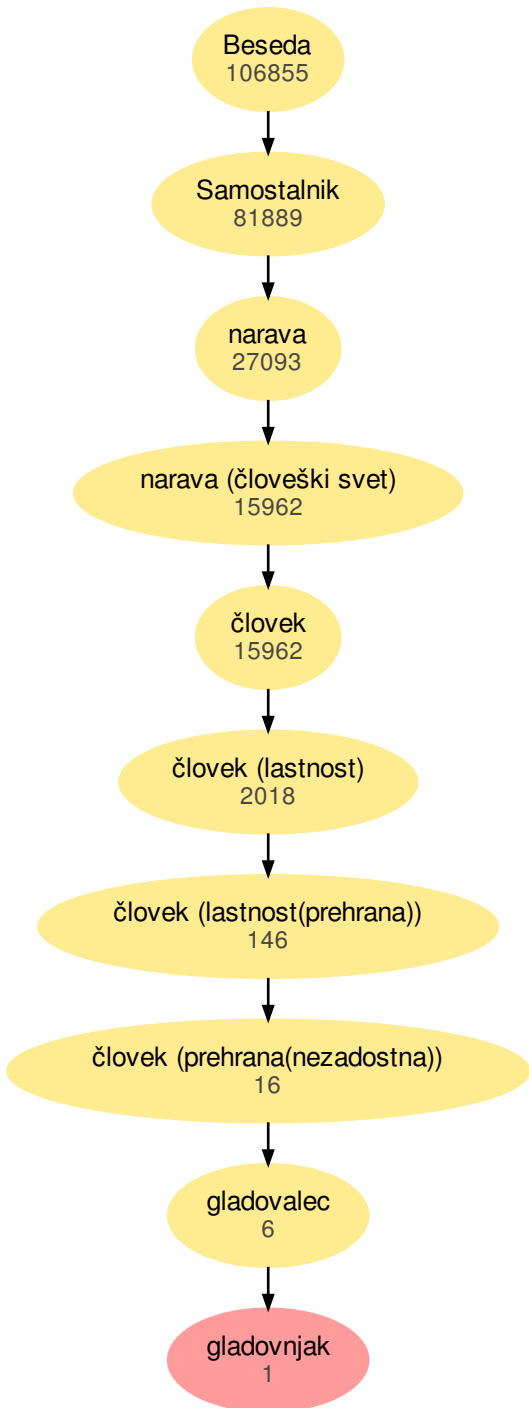 Beseda
106855
Samostalnik
81889
narava
27093
narava (človeški svet)
15962
človek
15962
človek (lastnost)
2018
človek (lastnost(prehrana))
146
človek (prehrana(nezadostna))
16
gladovalec
6
gladovnjak
1